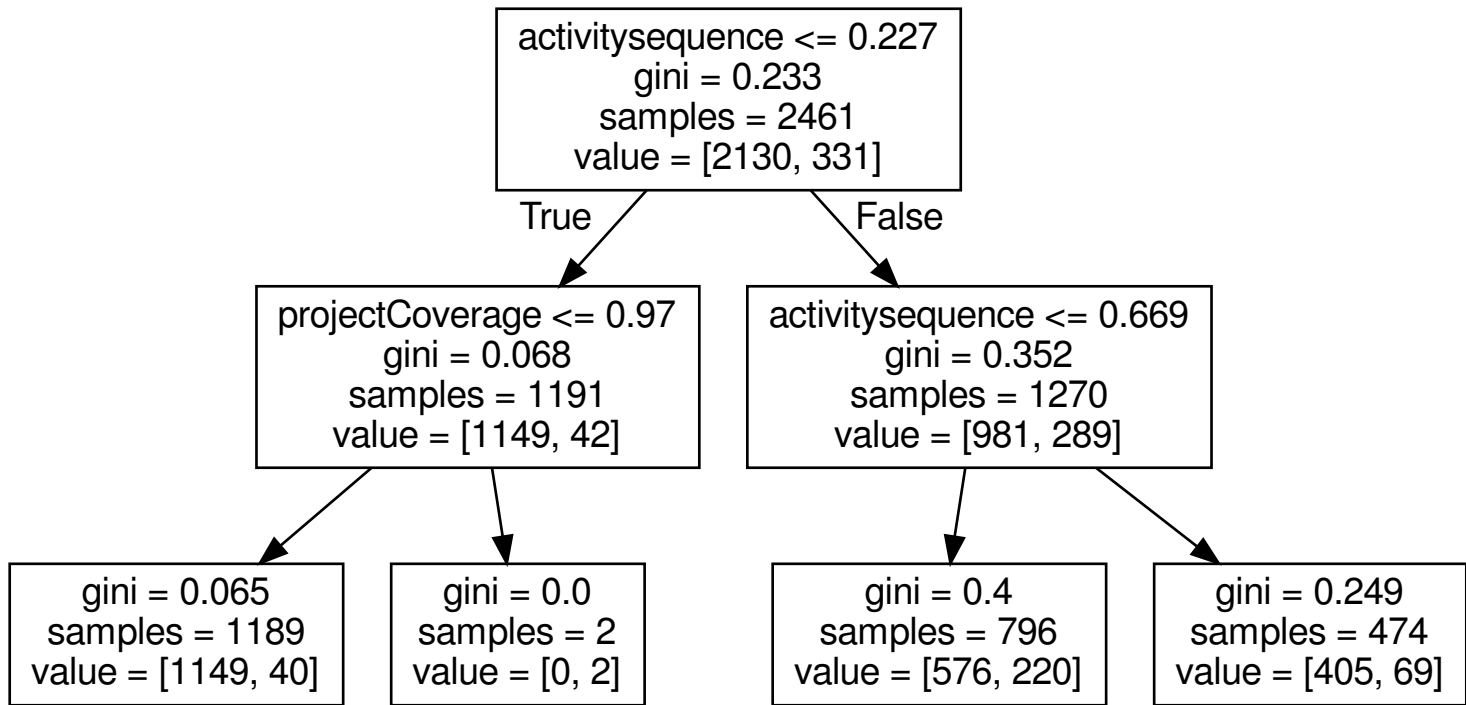 activitysequence <= 0.227
gini = 0.233
samples = 2461
value = [2130, 331]
True
False
projectCoverage <= 0.97
gini = 0.068
samples = 1191
value = [1149, 42]
activitysequence <= 0.669
gini = 0.352
samples = 1270
value = [981, 289]
gini = 0.065
samples = 1189
value = [1149, 40]
gini = 0.0
samples = 2
value = [0, 2]
gini = 0.4
samples = 796
value = [576, 220]
gini = 0.249
samples = 474
value = [405, 69]